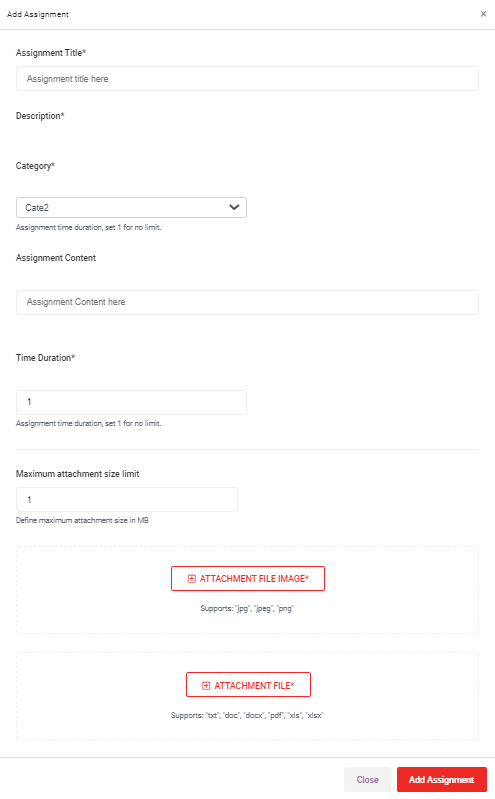 Add Assignment ×
Assignment Title*
Assignment title here
Description*
Category*
Cate2
Assignment time duration, set 1 for no limit.
Assignment Content
Assignment Content here
Time Duration*
1
Assignment time duration, set 1 for no limit.
Maximum attachment size limit
1
Define maximum attachment size in MB
ATTACHMENT FILE IMAGE*
Supports: "jpg", "jpeg", "png"
ATTACHMENT FILE*
Supports: "txt", "doc", "docx", "pdf", "xls", "xlsx"
Close Add Assignment